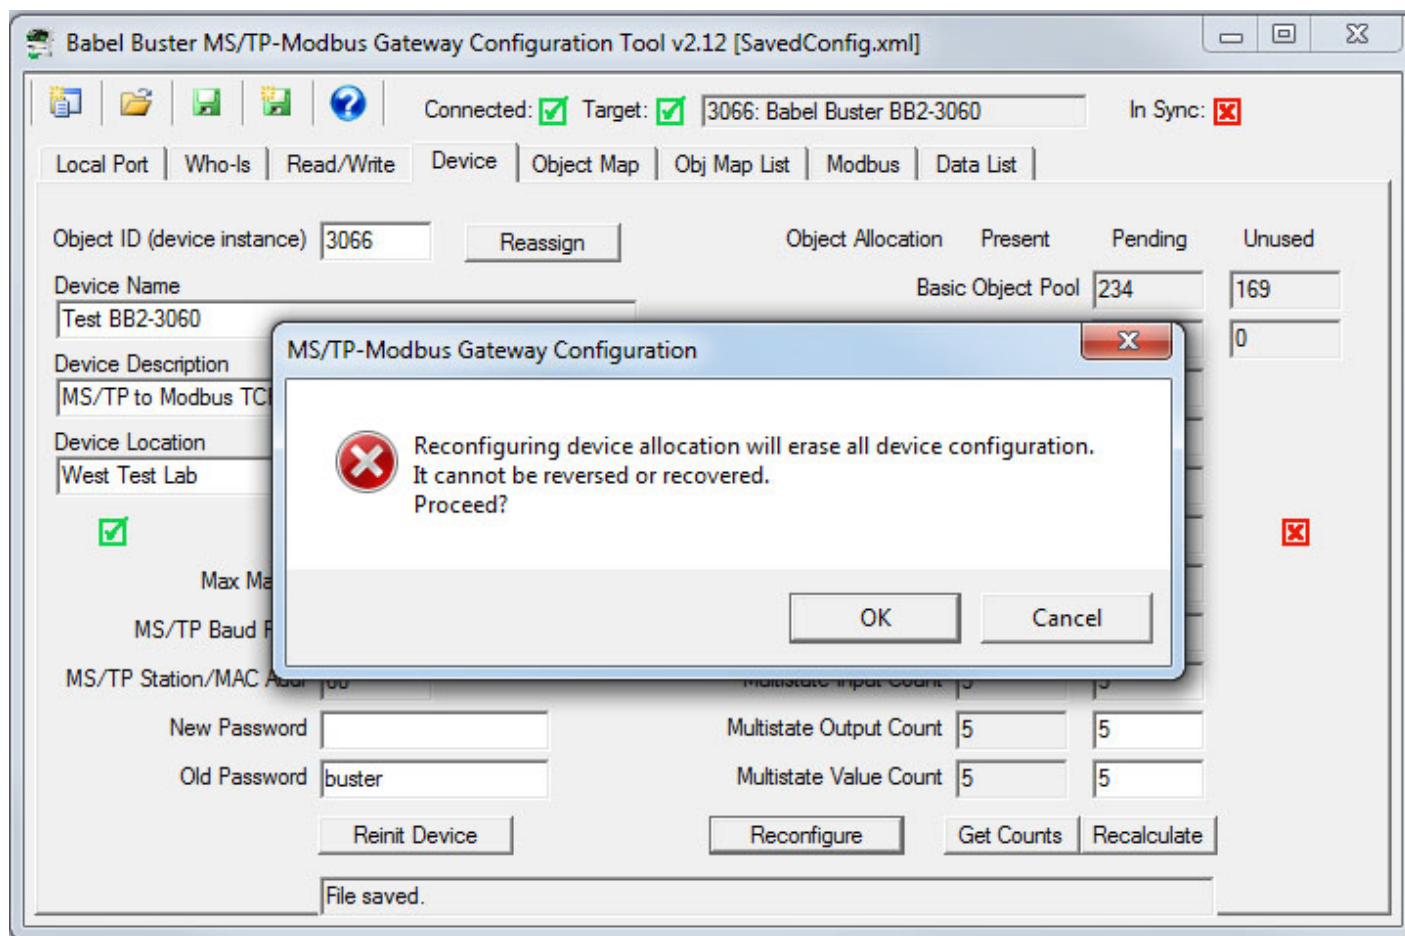 Babel Buster MS/TP-Modbus Gateway Configuration Tool v2.12 [SavedConfig.xml]
Connected: Target: 3066: Babel Buster BB2-3060 In Sync:
Local Port Who-Is Read/Write Device Object Map Obj Map List Modbus Data List
Object ID (device instance) 3066 Reassign Object Allocation Present Pending Unused
Device Name Basic Object Pool 234 169
Test BB2-3060 0
MS/TP-Modbus Gateway Configuration
Device Description
MS/TP to Modbus
Device Location
West Test Lab
Reconfiguring device allocation will erase all device configuration.
It cannot be reversed or recovered.
Proceed?
Max
MS/TP Baud
OK Cancel
MS/TP Station/MAC
New Password Multistate Output Count 5 5
Old Password buster Multistate Value Count 5 5
Reinit Device Reconfigure Get Counts Recalculate
File saved.